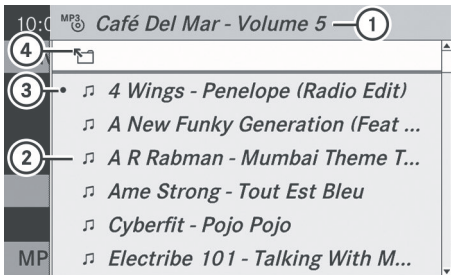 10:0 MP3 Café Del Mar - Volume 5 1
4
3 4 Wings - Penelope (Radio Edit)
A New Funky Generation (Feat ...
2 A R Rabman - Mumbai Theme T...
Ame Strong - Tout Est Bleu
Cyberfit - Pojo Pojo
MP Electribe 101 - Talking With M...